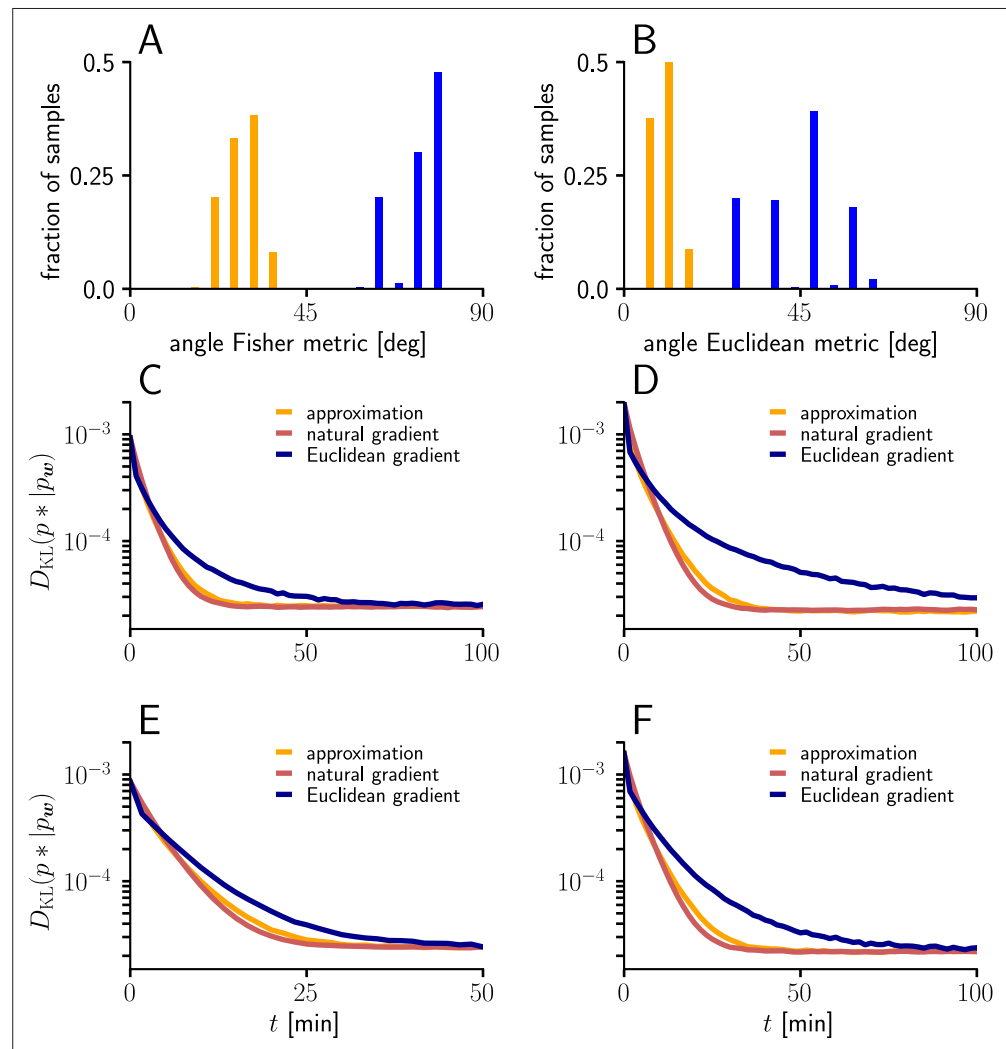 A
B
fraction of samples
0.5
0.25
0.0
0
45
90
angle Fisher metric [deg]
fraction of samples
0.5
0.25
0.0
0
45
90
angle Euclidean metric [deg]
C
D
approximation
natural gradient
Euclidean gradient
10⁻³
10⁻⁴
D_KL(p * |p_w)
0
50
100
approximation
natural gradient
Euclidean gradient
10⁻³
10⁻⁴
0
50
100
E
F
approximation
natural gradient
Euclidean gradient
10⁻³
10⁻⁴
D_KL(p * |p_w)
0
25
50
t [min]
approximation
natural gradient
Euclidean gradient
10⁻³
10⁻⁴
0
50
100
t [min]